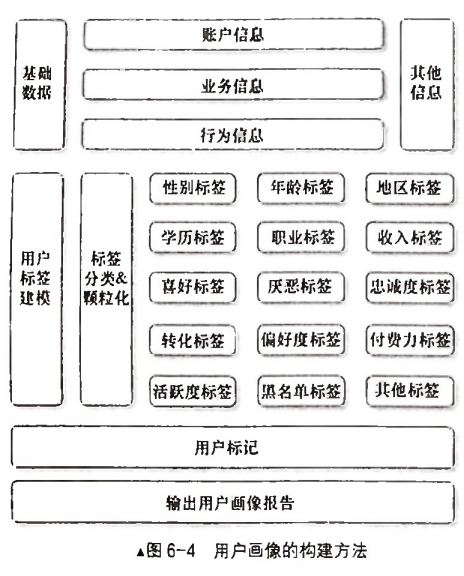 基础
数据
账户信息
业务信息
行为信息
其他
信息
用户
标签
建模
标签
分类&
颗粒化
性别标签
年龄标签
地区标签
学历标签
职业标签
收入标签
喜好标签
厌恶标签
忠诚度标签
转化标签
偏好度标签
付费力标签
活跃度标签
黑名单标签
其他标签
用户标记
输出用户画像报告
▲图 6-4 用户画像的构建方法